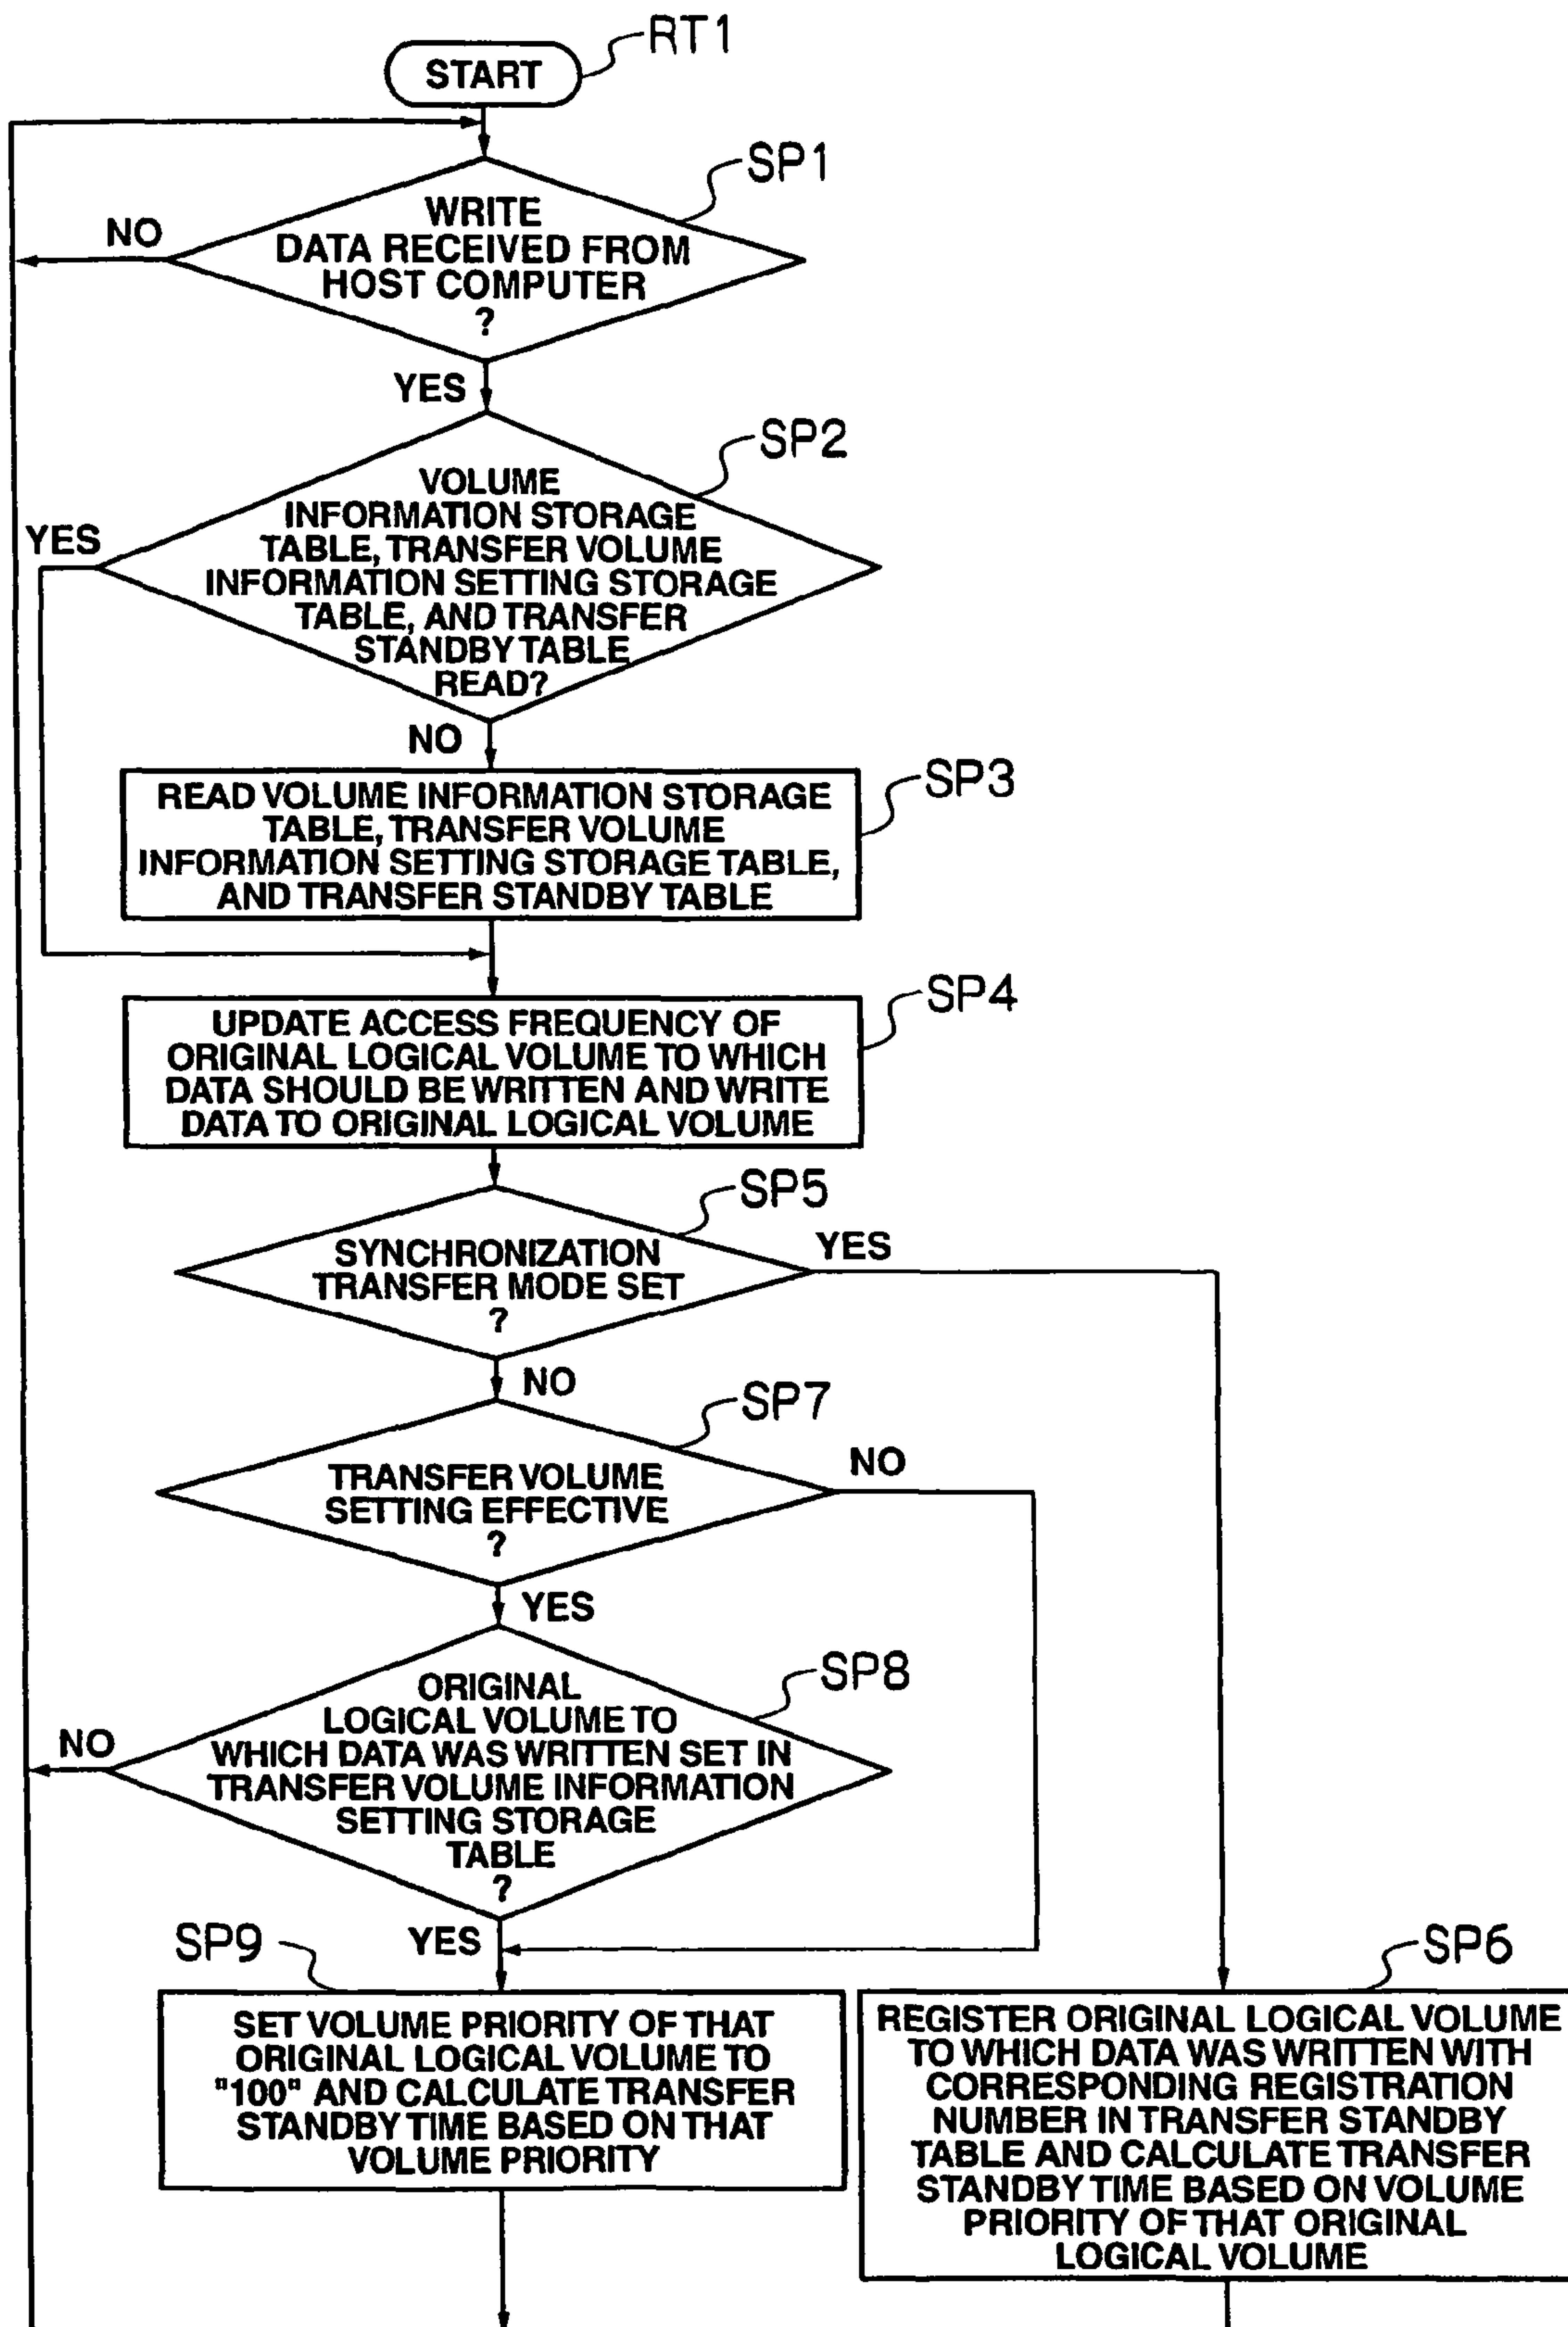 RT1
START
SP1
WRITE
DATA RECEIVED FROM
HOST COMPUTER
?
NO
YES
SP2
VOLUME
INFORMATION STORAGE
TABLE, TRANSFER VOLUME
INFORMATION SETTING STORAGE
TABLE, AND TRANSFER
STANDBY TABLE
READ?
YES
NO
SP3
READ VOLUME INFORMATION STORAGE
TABLE, TRANSFER VOLUME
INFORMATION SETTING STORAGE TABLE,
AND TRANSFER STANDBY TABLE
SP4
UPDATE ACCESS FREQUENCY OF
ORIGINAL LOGICAL VOLUME TO WHICH
DATA SHOULD BE WRITTEN AND WRITE
DATA TO ORIGINAL LOGICAL VOLUME
SP5
SYNCHRONIZATION
TRANSFER MODE SET
?
YES
NO
SP7
TRANSFER VOLUME
SETTING EFFECTIVE
?
NO
YES
SP8
ORIGINAL
LOGICAL VOLUME TO
WHICH DATA WAS WRITTEN SET IN
TRANSFER VOLUME INFORMATION
SETTING STORAGE
TABLE
?
NO
YES
SP9
SET VOLUME PRIORITY OF THAT
ORIGINAL LOGICAL VOLUME TO
"100" AND CALCULATE TRANSFER
STANDBY TIME BASED ON THAT
VOLUME PRIORITY
SP6
REGISTER ORIGINAL LOGICAL VOLUME
TO WHICH DATA WAS WRITTEN WITH
CORRESPONDING REGISTRATION
NUMBER IN TRANSFER STANDBY
TABLE AND CALCULATE TRANSFER
STANDBY TIME BASED ON VOLUME
PRIORITY OF THAT ORIGINAL
LOGICAL VOLUME